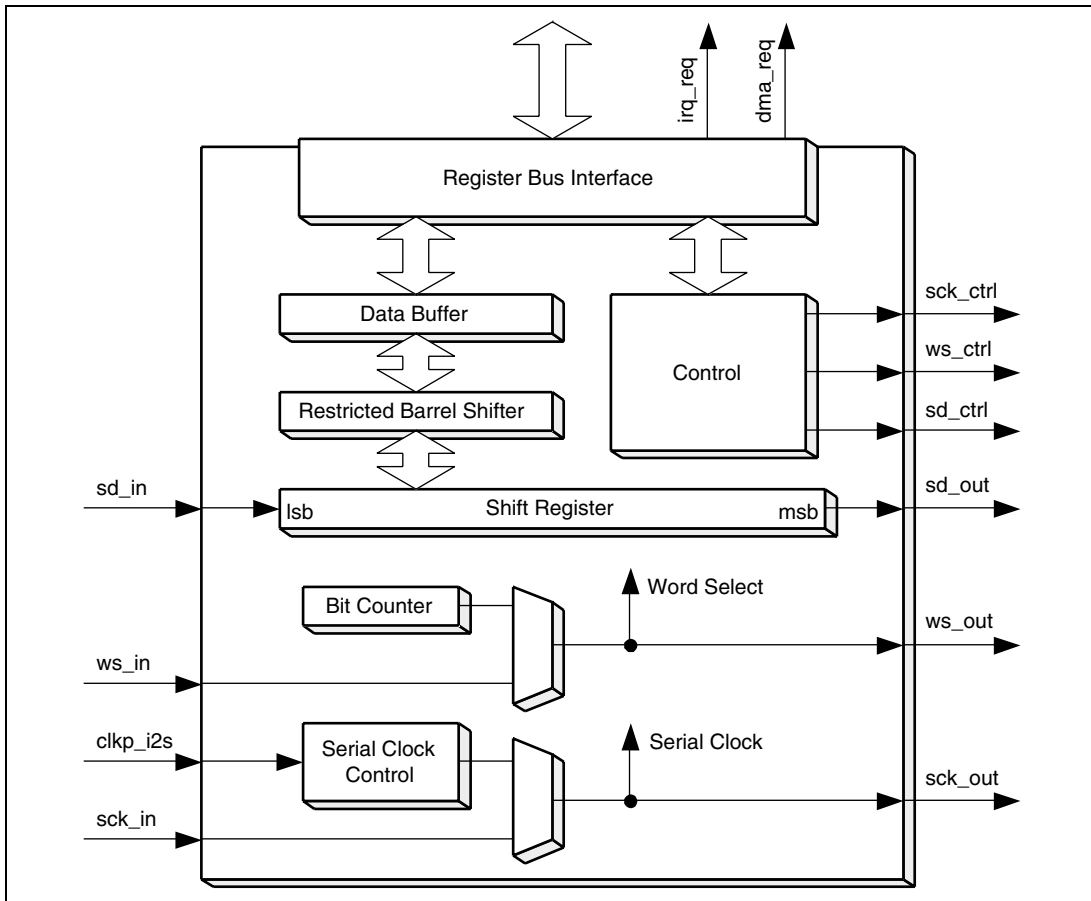 irq_req
dma_req
Register Bus Interface
Data Buffer
Restricted Barrel Shifter
Control
sck_ctrl
ws_ctrl
sd_ctrl
sd_in
lsb
Shift Register
msb
sd_out
Bit Counter
Word Select
ws_in
ws_out
clkp_i2s
Serial Clock
Control
Serial Clock
sck_in
sck_out